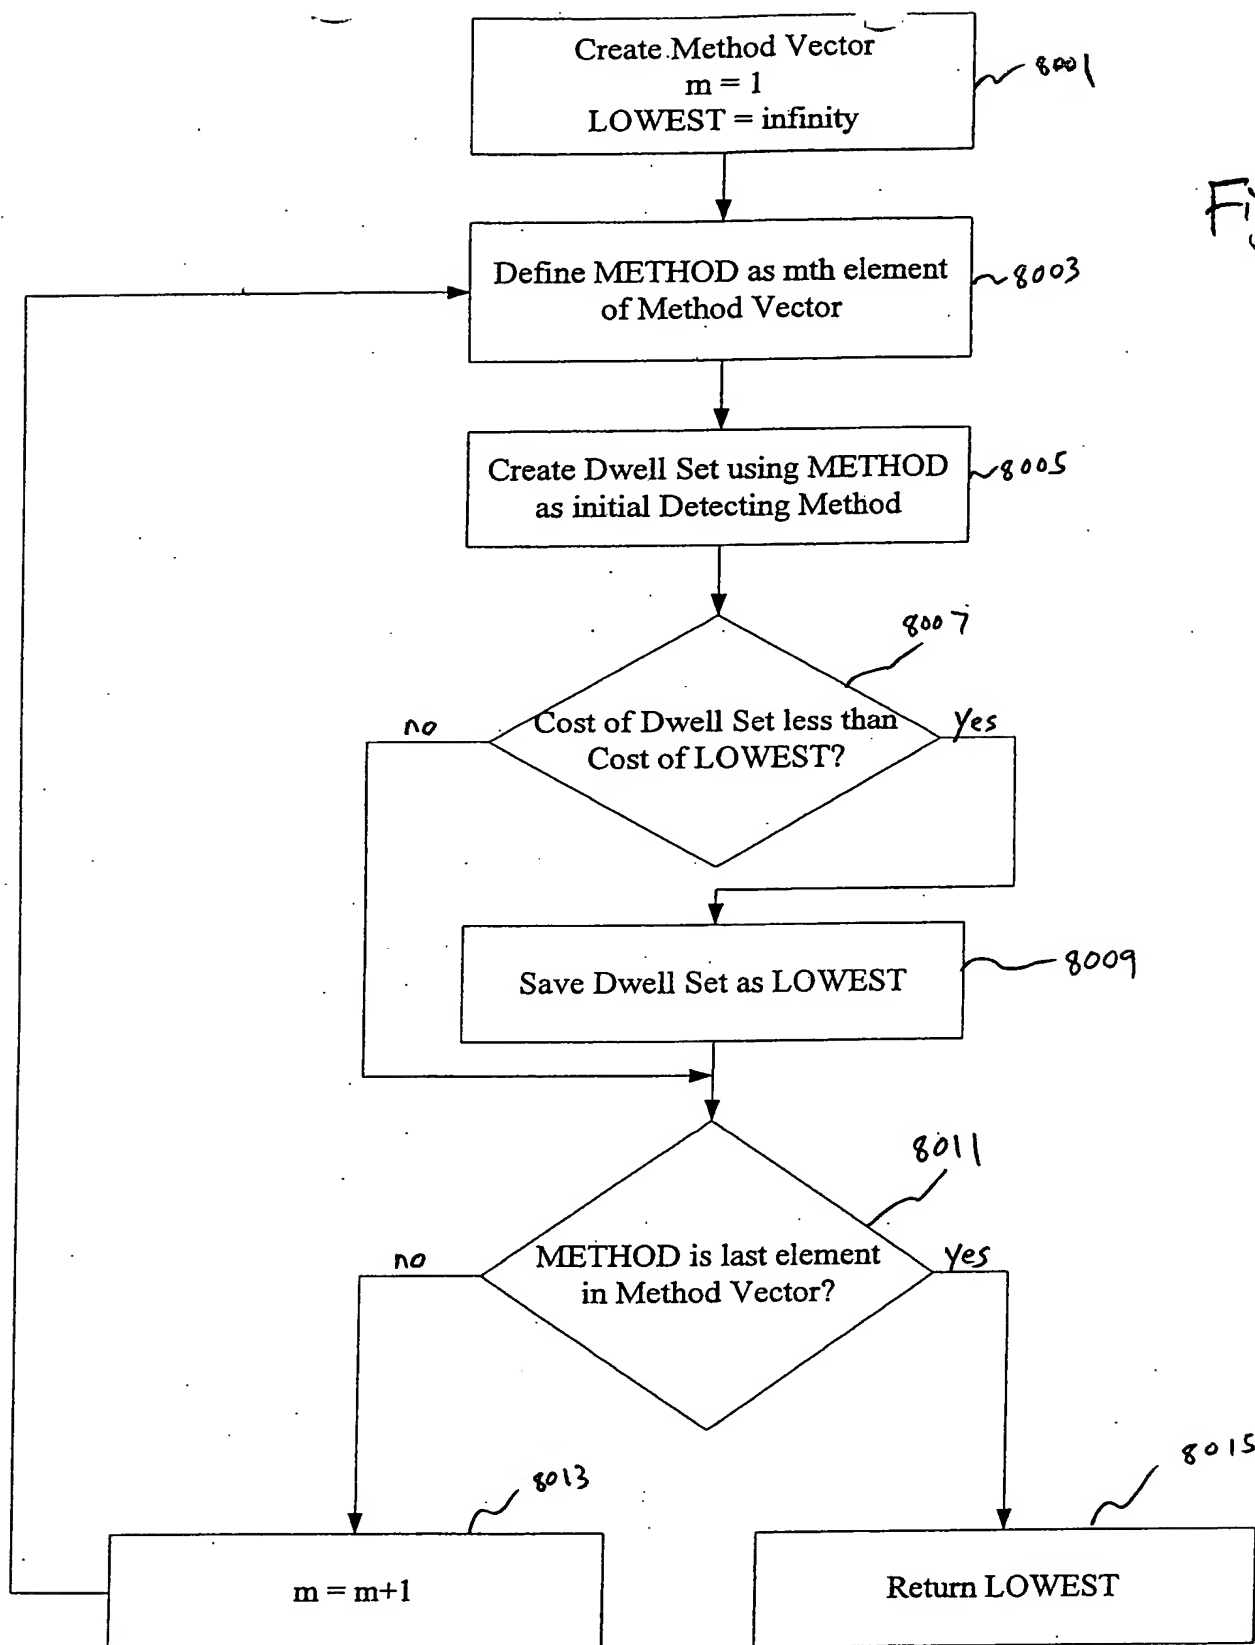 Create Method Vector
m = 1
LOWEST = infinity
8001
Define METHOD as mth element
of Method Vector
8003
Create Dwell Set using METHOD
as initial Detecting Method
8005
8007
no
Cost of Dwell Set less than
Cost of LOWEST?
Yes
Save Dwell Set as LOWEST
8009
8011
no
METHOD is last element
in Method Vector?
Yes
8013
8015
m = m+1
Return LOWEST